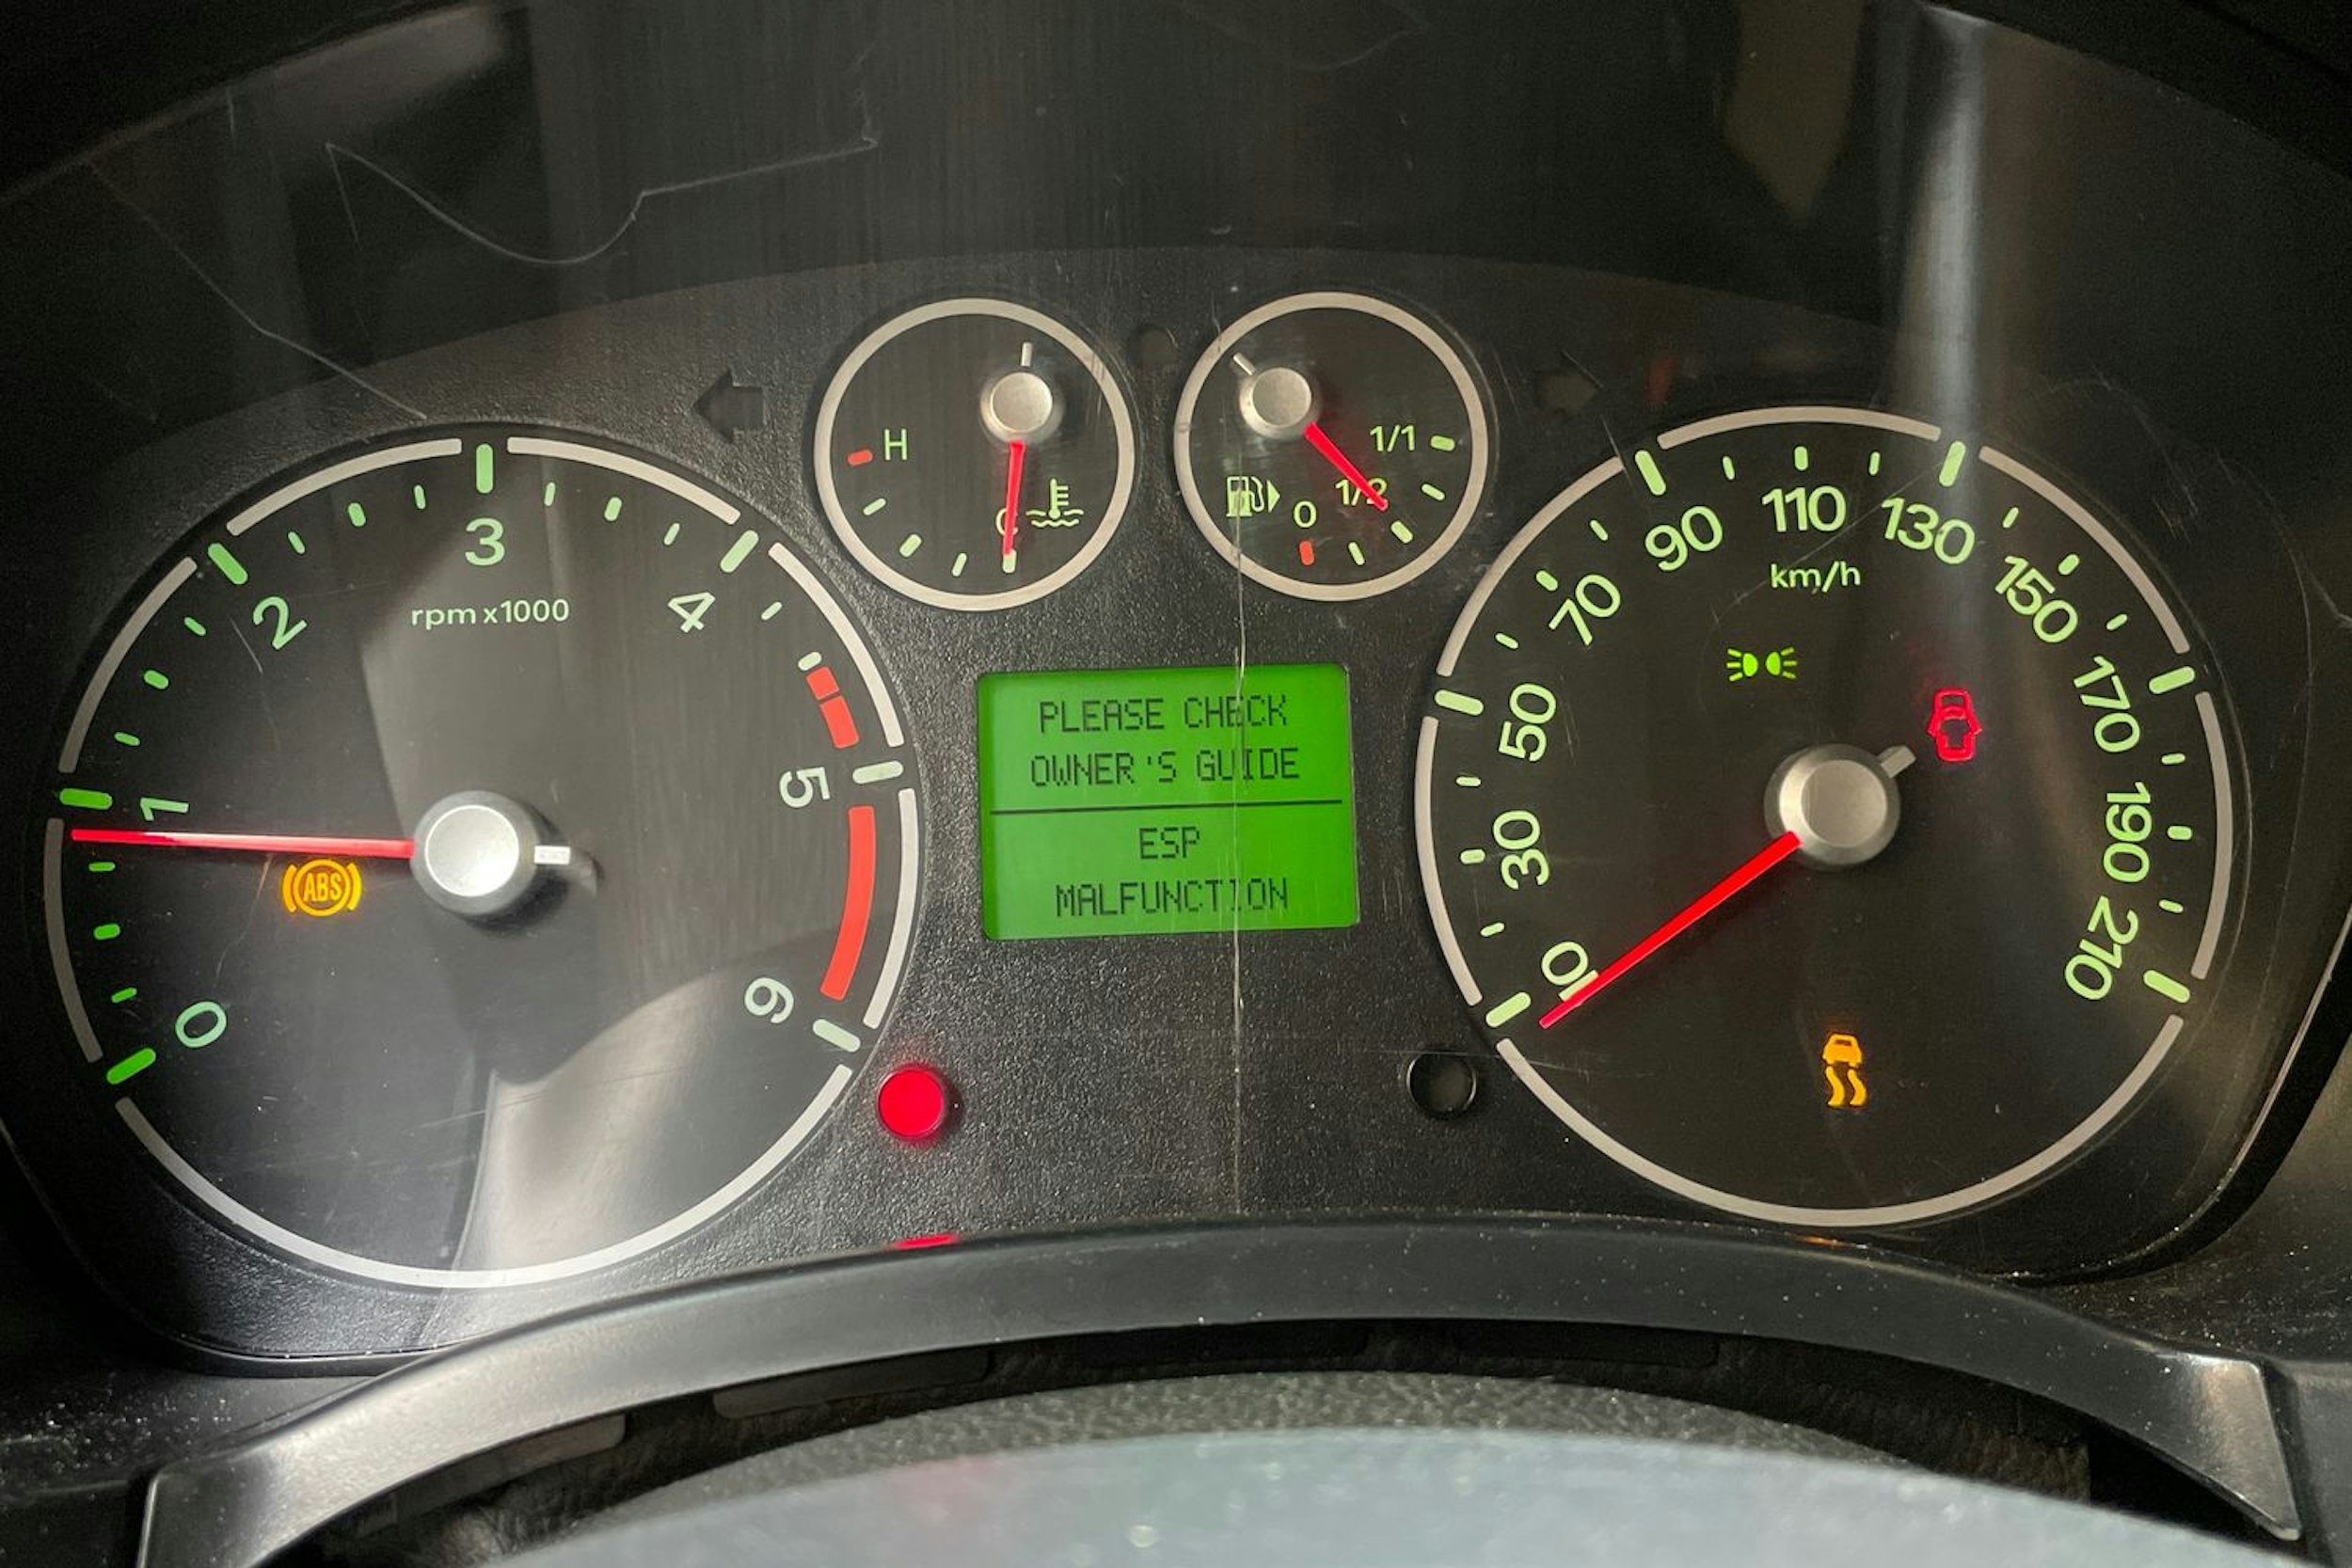 H
C
1/1
1/2
0
0
1
2
3
4
5
6
rpm x1000
ABS
PLEASE CHECK
OWNER'S GUIDE
ESP
MALFUNCTION
10
30
50
70
90
110
130
150
170
190
210
km/h